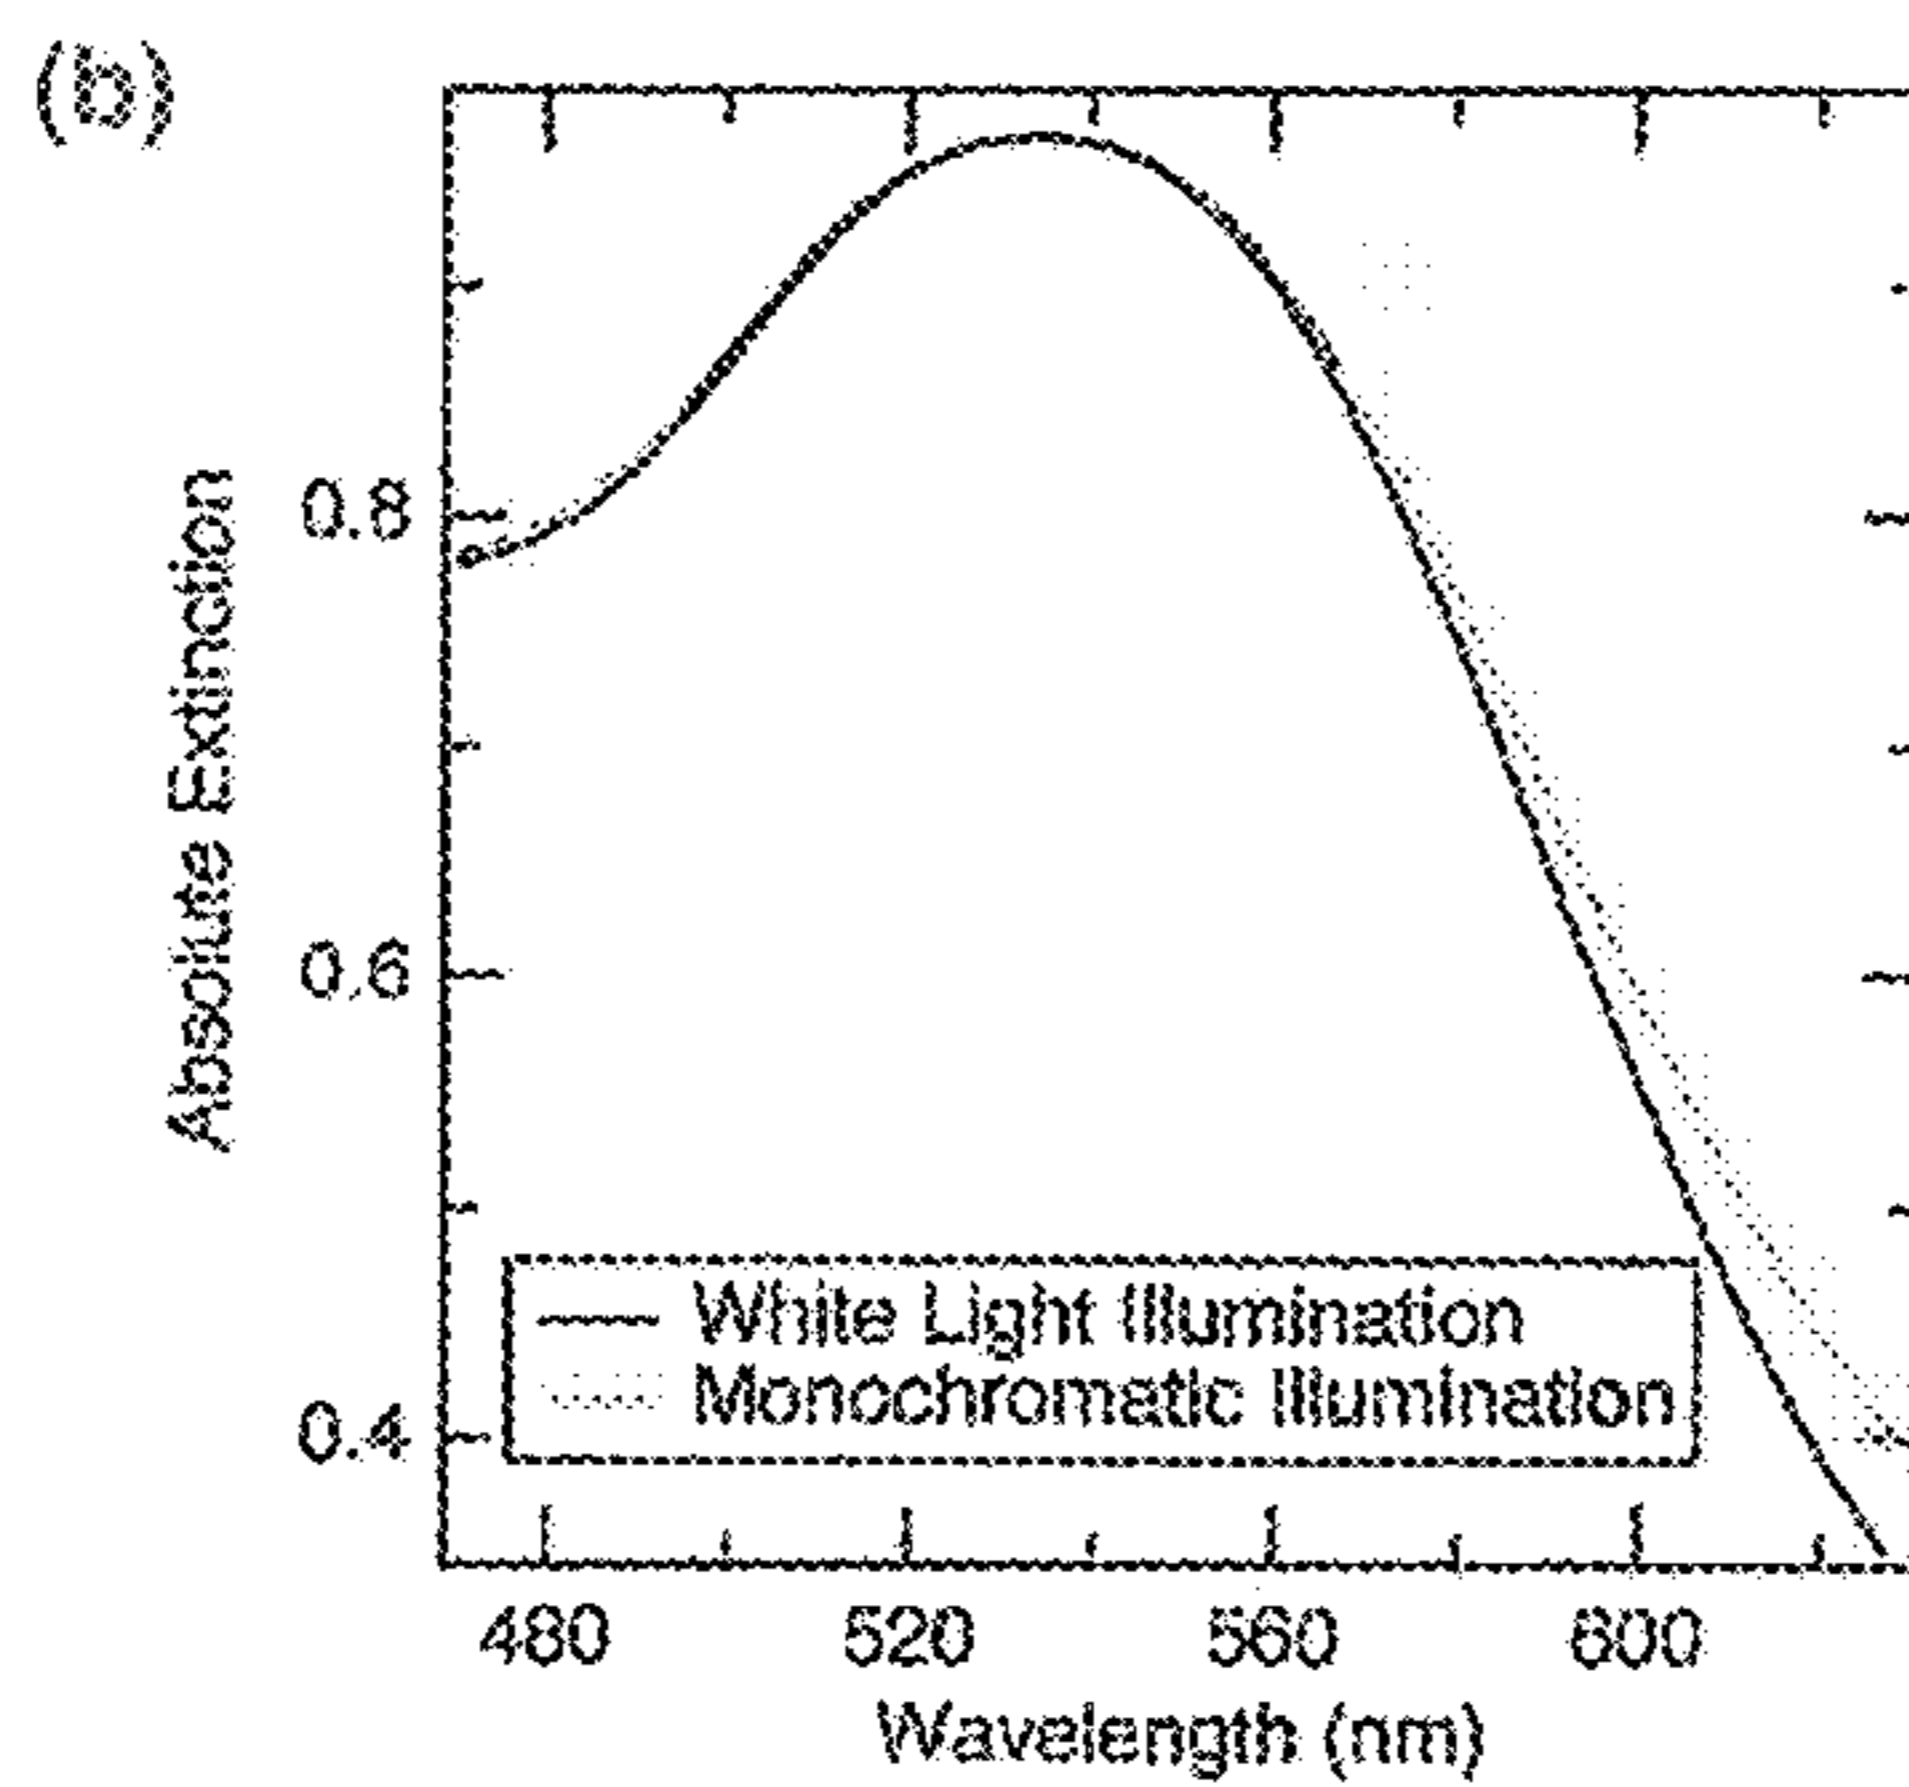 (b)
Absolute Extinction
0.8
0.6
0.4
White Light Illumination
Monochromatic Illumination
480 520 560 600
Wavelength (nm)